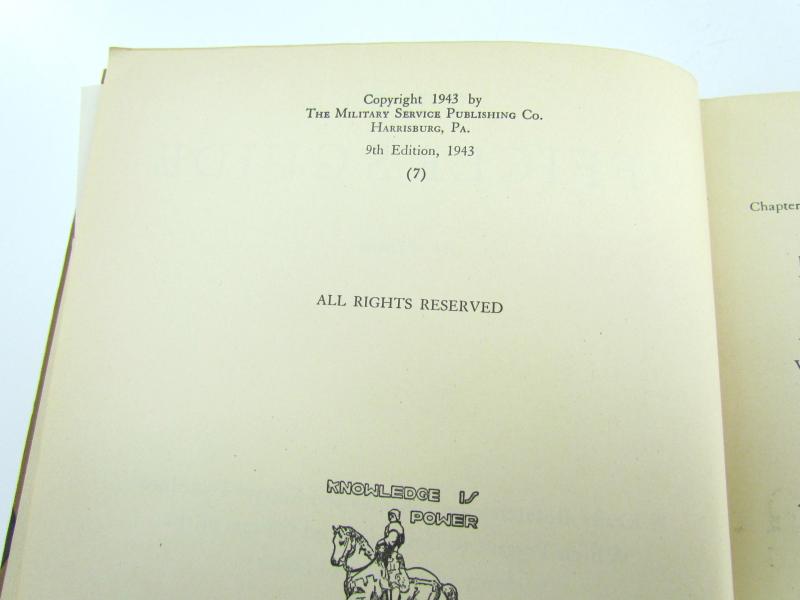 Copyright 1943 by
THE MILITARY SERVICE PUBLISHING CO.
HARRISBURG, PA.
9th Edition, 1943
(7)
ALL RIGHTS RESERVED
KNOWLEDGE IS
POWER
Chapter